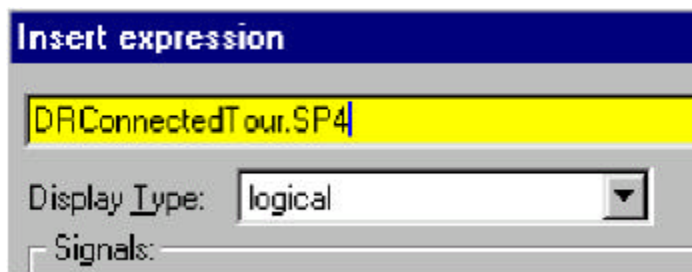 Insert expression
DRConnectedTour.SP4
Display Type: logical
Signals: